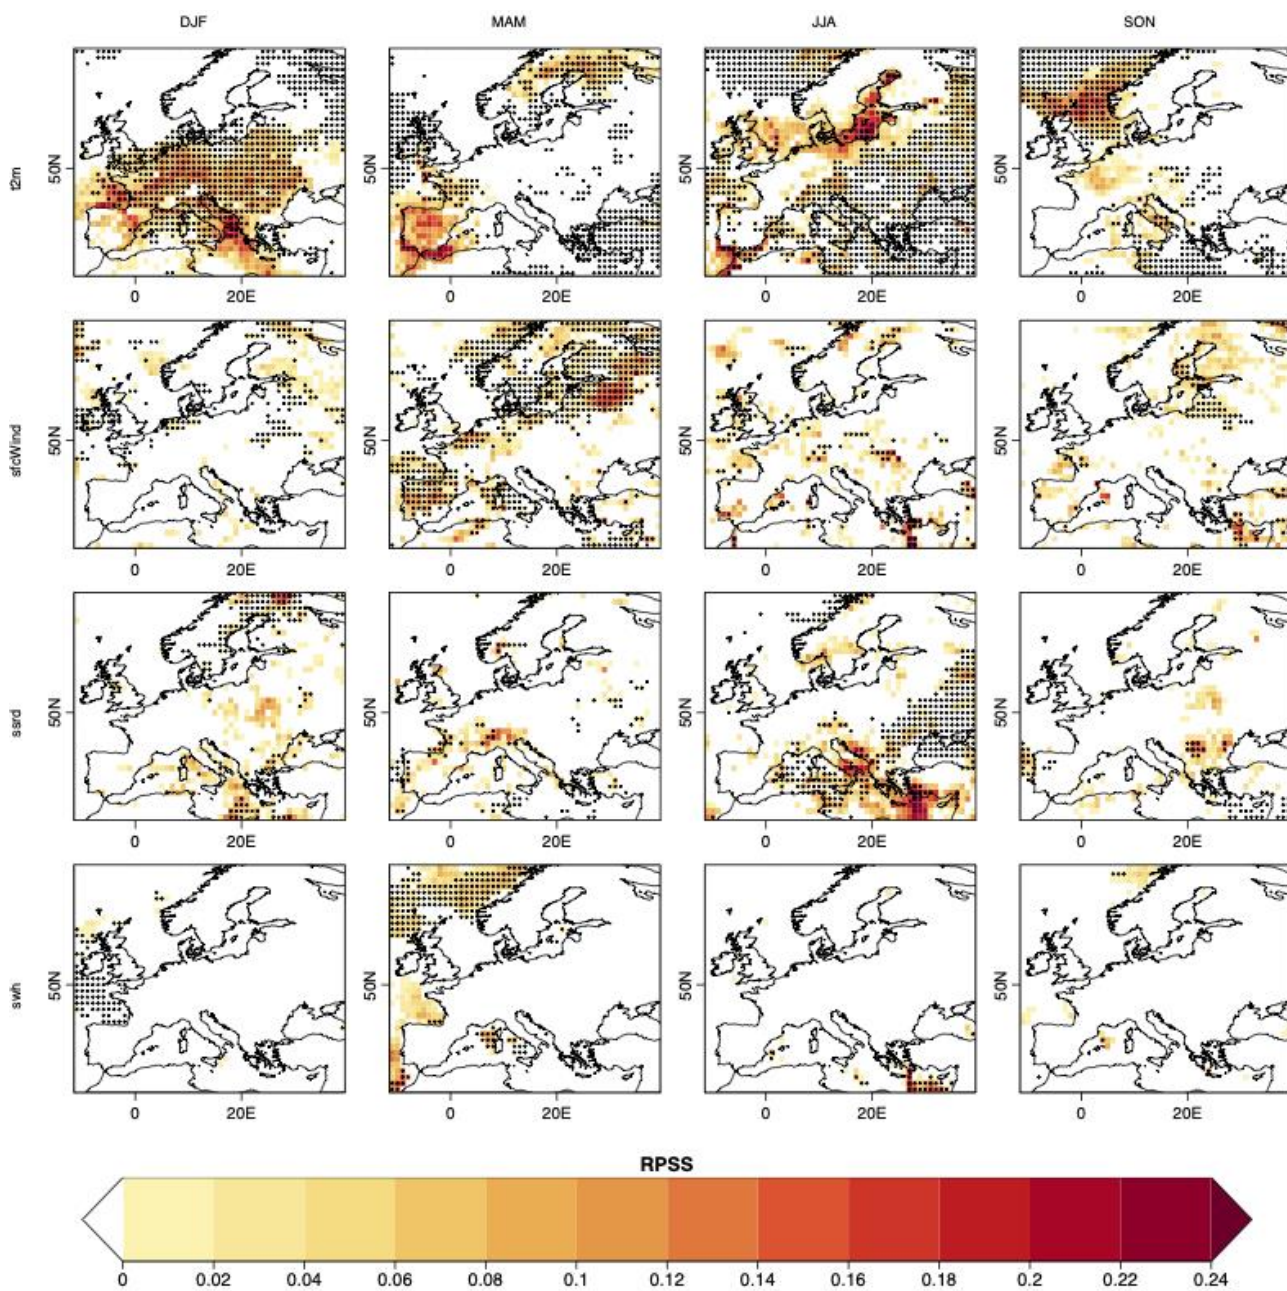 DJF MAM JJA SON
t2m 50N 50N 50N 50N
0 20E 0 20E 0 20E 0 20E
sfcWind 50N 50N 50N 50N
0 20E 0 20E 0 20E 0 20E
ssrd 50N 50N 50N 50N
0 20E 0 20E 0 20E 0 20E
swh 50N 50N 50N 50N
0 20E 0 20E 0 20E 0 20E
RPSS
0 0.02 0.04 0.06 0.08 0.1 0.12 0.14 0.16 0.18 0.2 0.22 0.24